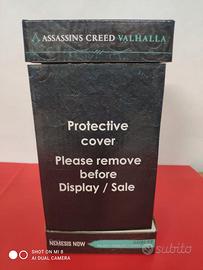 ASSASSINS CREED VALHALLA
Protective
cover
Please remove
before
Display / Sale
NEMESIS NOW
SHOT ON MI 8
AI DUAL CAMERA
subito